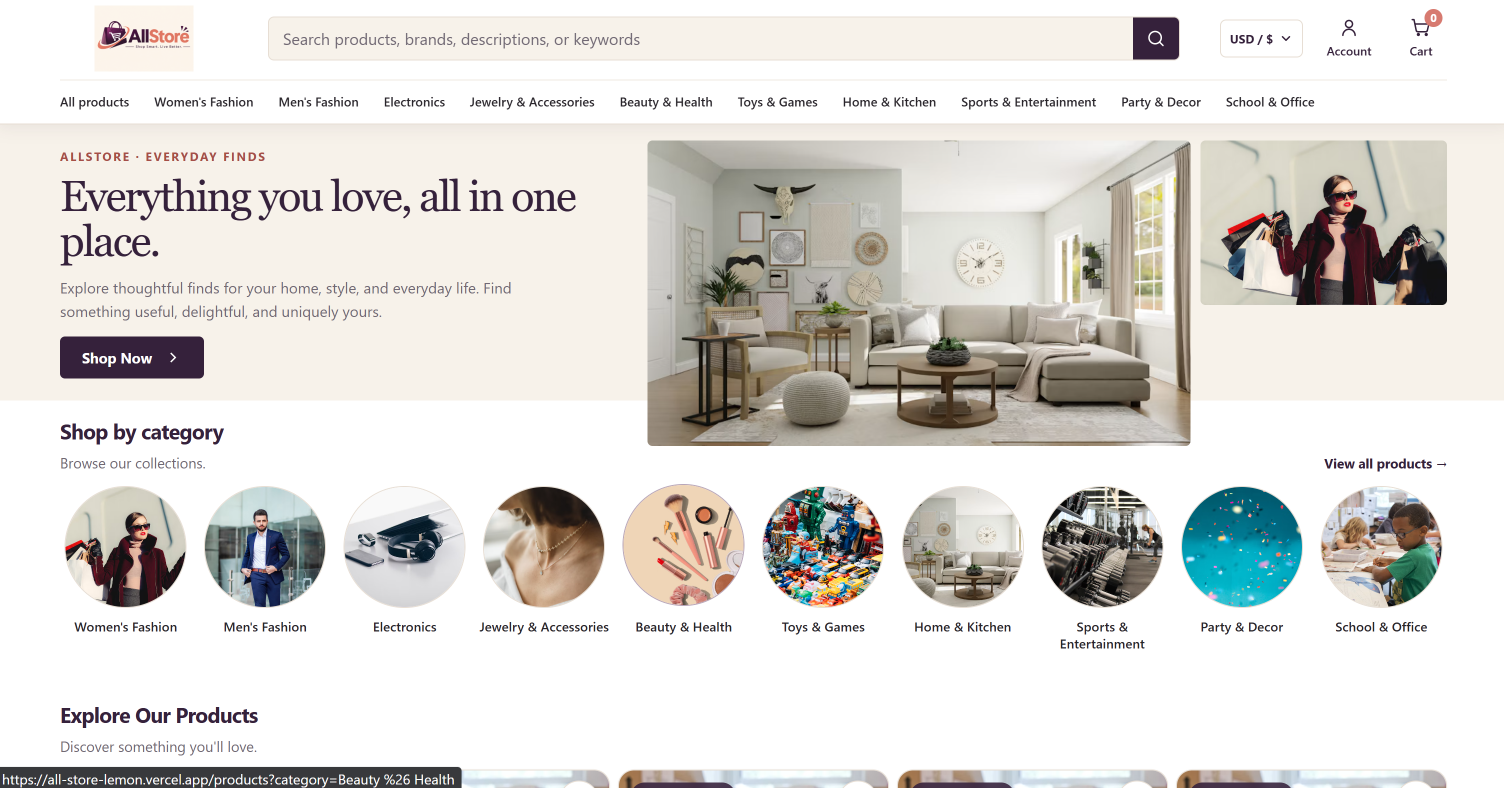 AllStore
Shop Smart. Live Better.
Search products, brands, descriptions, or keywords
USD / $
Account
0
Cart
All products
Women's Fashion
Men's Fashion
Electronics
Jewelry & Accessories
Beauty & Health
Toys & Games
Home & Kitchen
Sports & Entertainment
Party & Decor
School & Office
ALLSTORE · EVERYDAY FINDS
Everything you love, all in one
place.
Explore thoughtful finds for your home, style, and everyday life. Find
something useful, delightful, and uniquely yours.
Shop Now
Shop by category
Browse our collections.
View all products →
Women's Fashion
Men's Fashion
Electronics
Jewelry & Accessories
Beauty & Health
Toys & Games
Home & Kitchen
Sports &
Entertainment
Party & Decor
School & Office
Explore Our Products
Discover something you'll love.
https://all-store-lemon.vercel.app/products?category=Beauty %26 Health